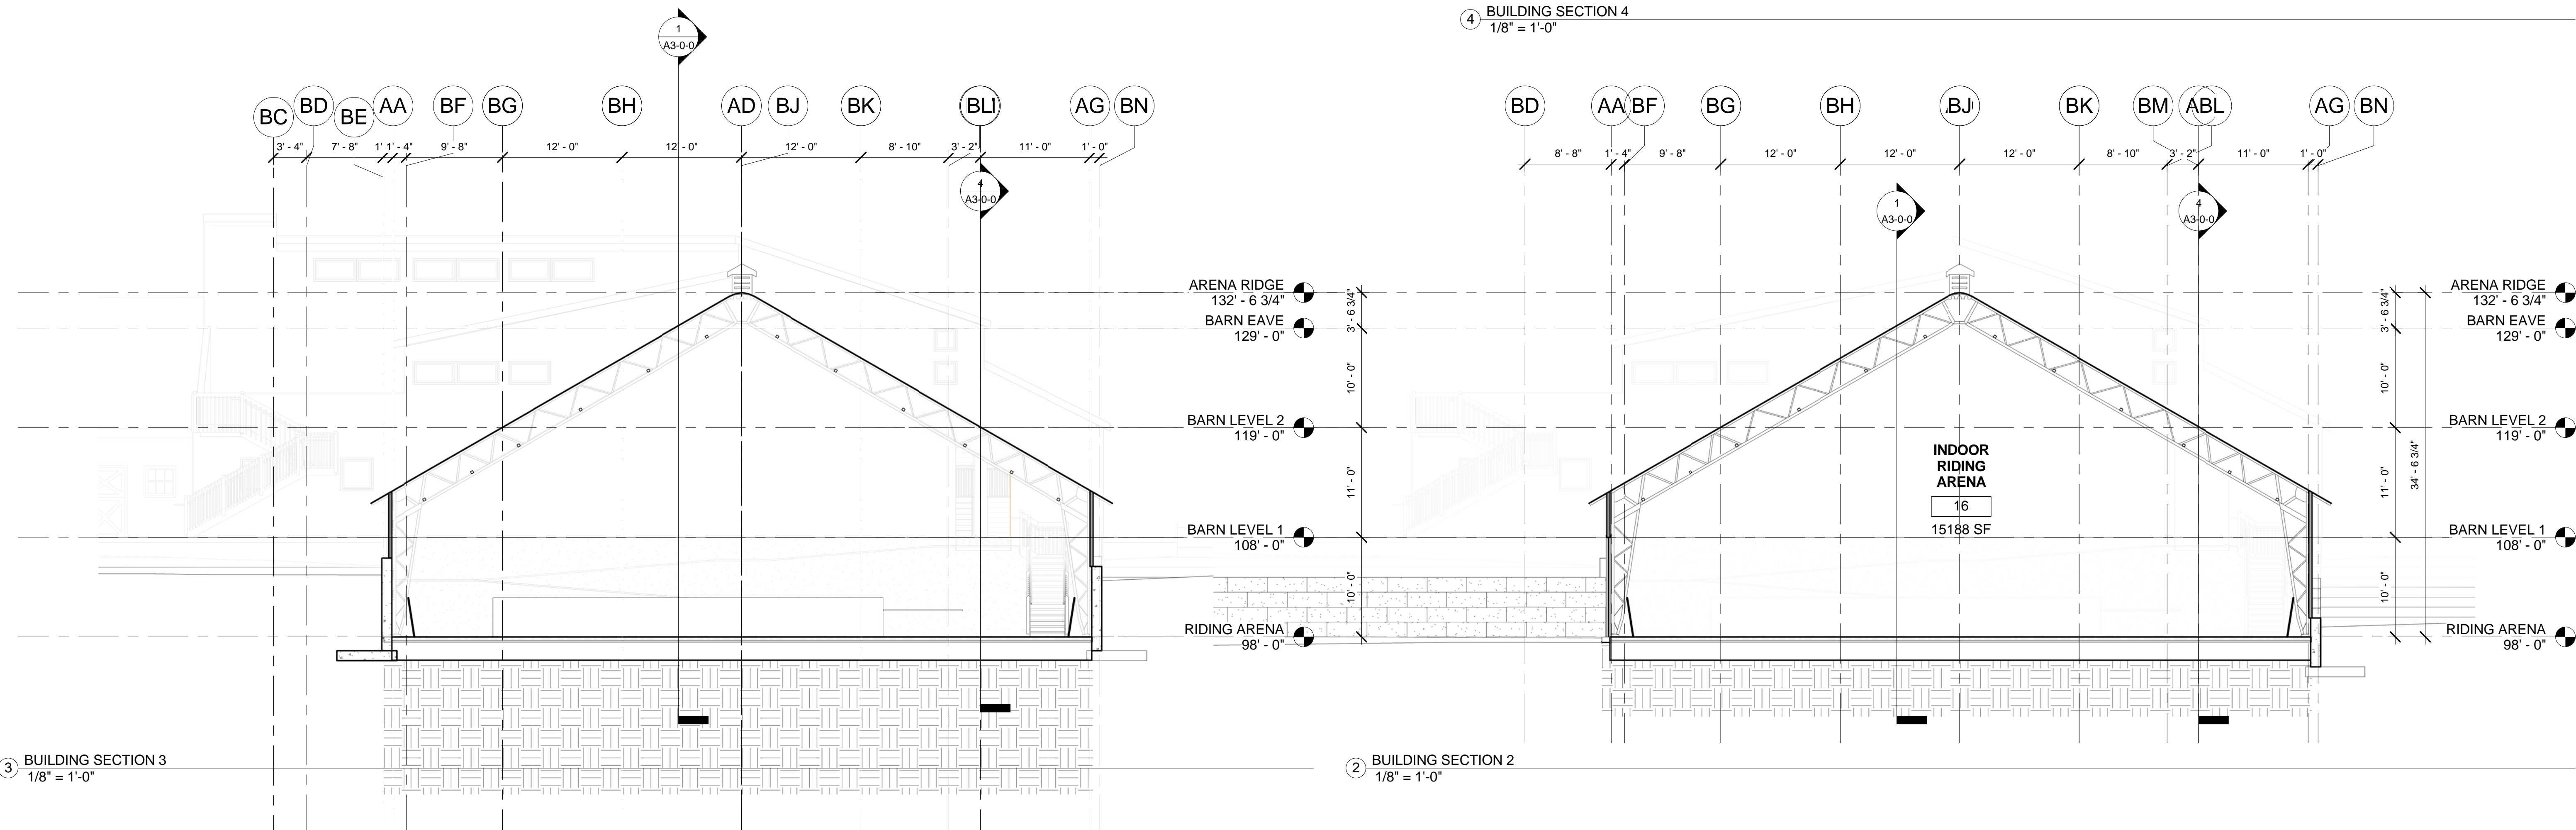 4 BUILDING SECTION 4
1/8" = 1'-0"
1
A3-0-0
BC BD BE AA BF BG BH AD BJ BK BL AG BN
3' - 4" 7' - 8" 1' 1' - 4" 9' - 8" 12' - 0" 12' - 0" 12' - 0" 8' - 10" 3' - 2" 11' - 0" 1' - 0"
4
A3-0-0
ARENA RIDGE
132' - 6 3/4"
BARN EAVE
129' - 0"
BARN LEVEL 2
119' - 0"
BARN LEVEL 1
108' - 0"
RIDING ARENA
98' - 0"
3' - 6 3/4"
10' - 0"
11' - 0"
10' - 0"
3 BUILDING SECTION 3
1/8" = 1'-0"
BD AA BF BG BH BJ BK BM BL AG BN
8' - 8" 1' - 4" 9' - 8" 12' - 0" 12' - 0" 12' - 0" 8' - 10" 3' - 2" 11' - 0" 1' - 0"
1
A3-0-0
4
A3-0-0
INDOOR
RIDING
ARENA
16
15188 SF
3' - 6 3/4"
10' - 0"
11' - 0"
10' - 0"
34' - 6 3/4"
ARENA RIDGE
132' - 6 3/4"
BARN EAVE
129' - 0"
BARN LEVEL 2
119' - 0"
BARN LEVEL 1
108' - 0"
RIDING ARENA
98' - 0"
2 BUILDING SECTION 2
1/8" = 1'-0"